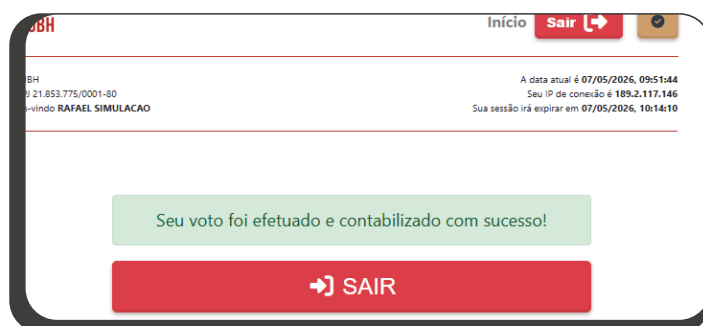 Início Sair
A data atual é 07/05/2026, 09:51:44
21.853.775/0001-80
Seu IP de conexão é 189.2.117.146
RAFAEL SIMULACAO
Sua sessão irá expirar em 07/05/2026, 10:14:10
Seu voto foi efetuado e contabilizado com sucesso!
SAIR